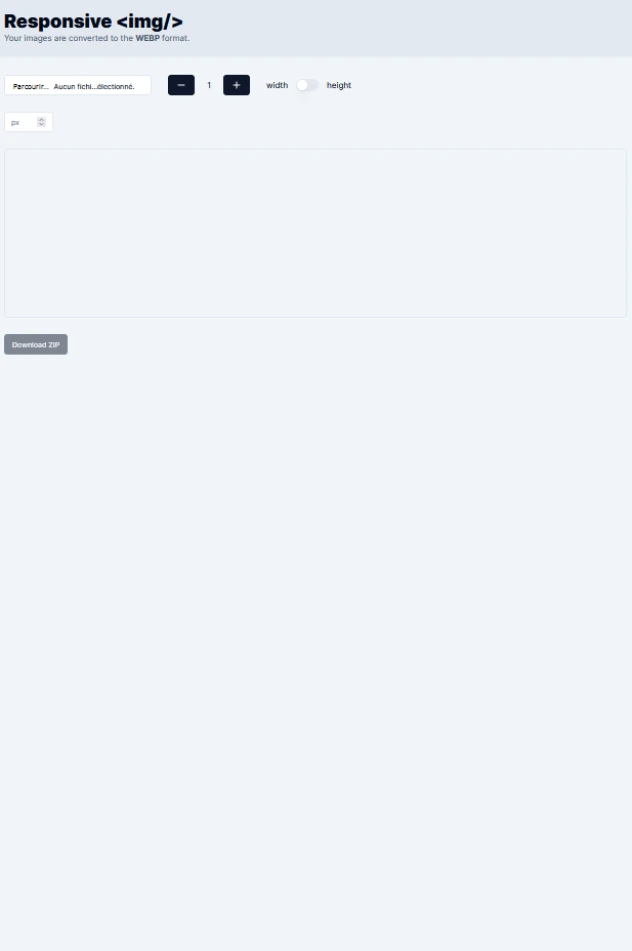 Responsive <img/>
Your images are converted to the WEBP format.
Parcourir... Aucun fichi...électionné. − 1 + width height
px
Download ZIP